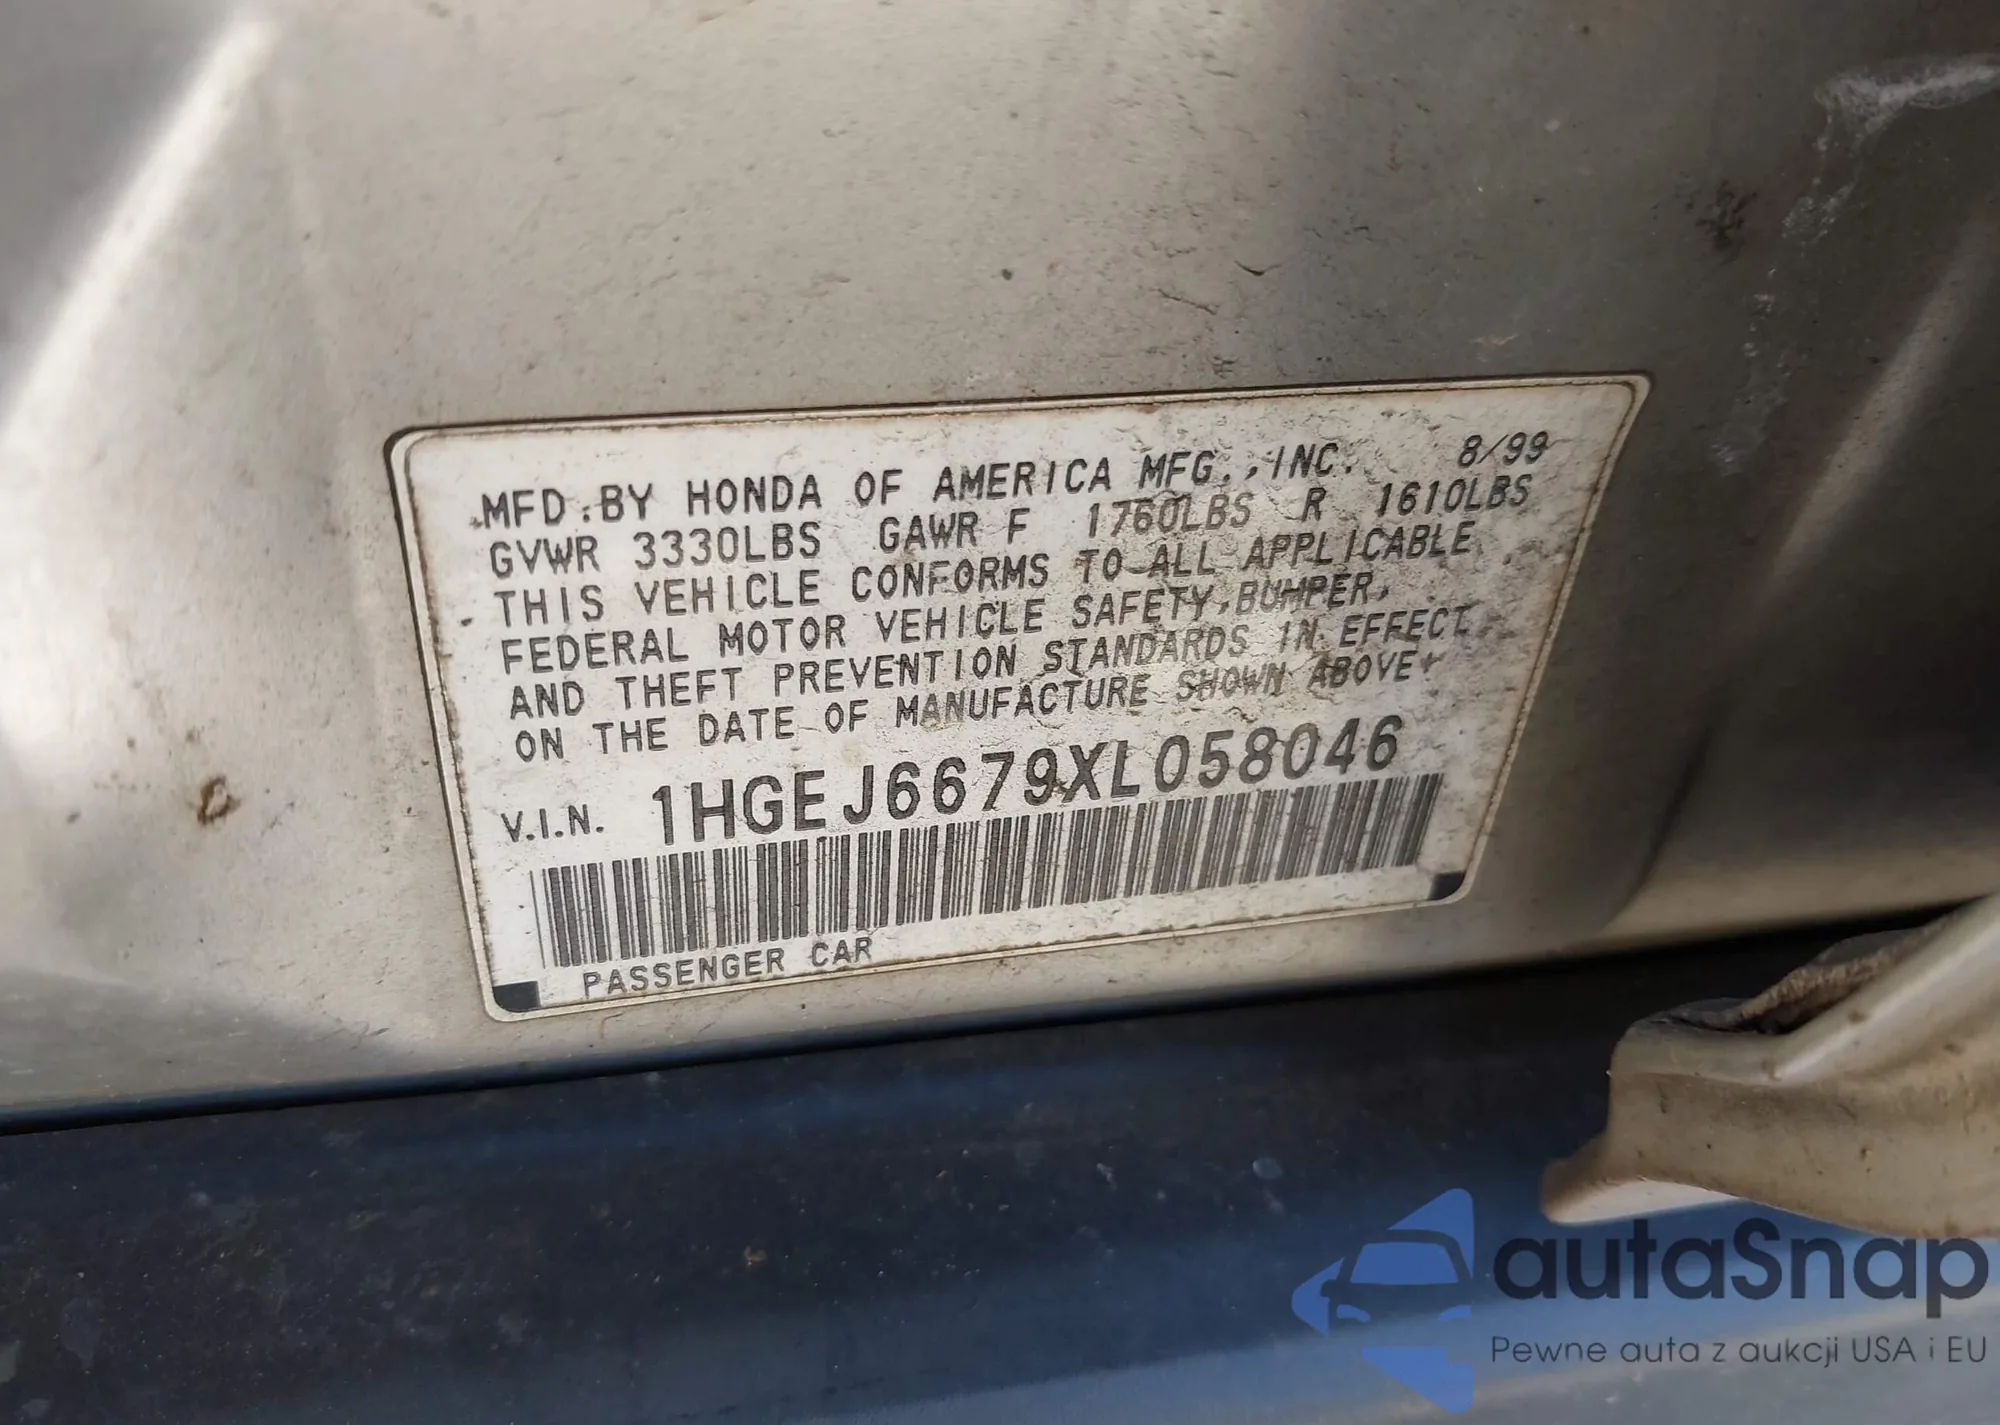 MFD.BY HONDA OF AMERICA MFG.,INC. 8/99
GVWR 3330LBS GAWR F 1760LBS R 1610LBS
THIS VEHICLE CONFORMS TO ALL APPLICABLE
FEDERAL MOTOR VEHICLE SAFETY,BUMPER,
AND THEFT PREVENTION STANDARDS IN EFFECT
ON THE DATE OF MANUFACTURE SHOWN ABOVE.
V.I.N. 1HGEJ6679XL058046
PASSENGER CAR
autaSnap
Pewne auta z aukcji USA i EU